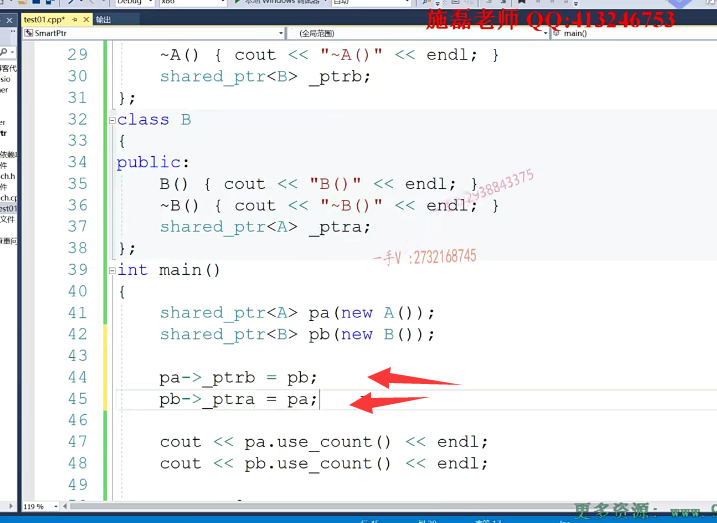 test01.cpp* 输出
施磊老师 QQ:413246753
SmartPtr (全局范围) main()
29 ~A() { cout << "~A()" << endl; }
30 shared_ptr<B> _ptrb;
31 };
32 class B
33 {
34 public:
35 B() { cout << "B()" << endl; }
36 ~B() { cout << "~B()" << endl; }
37 shared_ptr<A> _ptra;
38 };
一手V :2732168745
39 int main()
40 {
41 shared_ptr<A> pa(new A());
42 shared_ptr<B> pb(new B());
43
44 pa->_ptrb = pb;
45 pb->_ptra = pa;
46
47 cout << pa.use_count() << endl;
48 cout << pb.use_count() << endl;
49
119 %
更多资源: